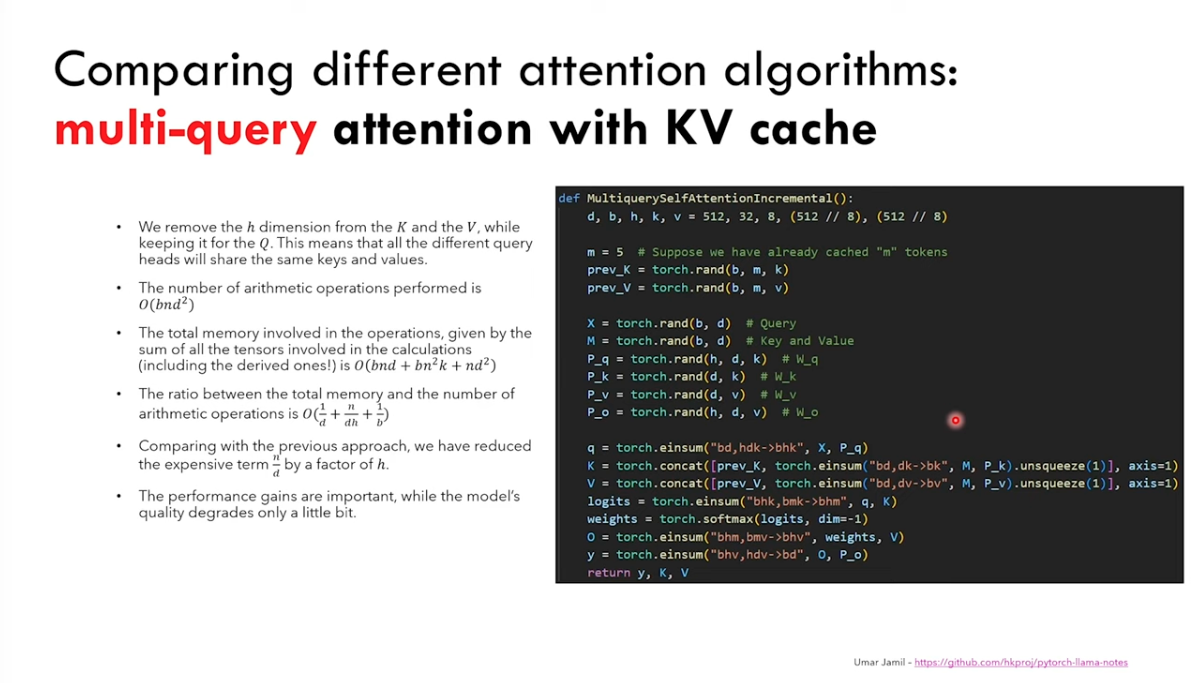 Comparing different attention algorithms:
multi-query attention with KV cache
• We remove the h dimension from the K and the V, while
keeping it for the Q. This means that all the different query
heads will share the same keys and values.
• The number of arithmetic operations performed is
O(bnd²)
• The total memory involved in the operations, given by the
sum of all the tensors involved in the calculations
(including the derived ones!) is O(bnd + bn²k + nd²)
• The ratio between the total memory and the number of
arithmetic operations is O(1/d + n/dh + 1/b)
• Comparing with the previous approach, we have reduced
the expensive term n/d by a factor of h.
• The performance gains are important, while the model's
quality degrades only a little bit.
def MultiquerySelfAttentionIncremental():
    d, b, h, k, v = 512, 32, 8, (512 // 8), (512 // 8)
    m = 5  # Suppose we have already cached "m" tokens
    prev_K = torch.rand(b, m, k)
    prev_V = torch.rand(b, m, v)
    X = torch.rand(b, d)  # Query
    M = torch.rand(b, d)  # Key and Value
    P_q = torch.rand(h, d, k)  # W_q
    P_k = torch.rand(d, k)  # W_k
    P_v = torch.rand(d, v)  # W_v
    P_o = torch.rand(h, d, v)  # W_o
    q = torch.einsum("bd,hdk->bhk", X, P_q)
    K = torch.concat([prev_K, torch.einsum("bd,dk->bk", M, P_k).unsqueeze(1)], axis=1)
    V = torch.concat([prev_V, torch.einsum("bd,dv->bv", M, P_v).unsqueeze(1)], axis=1)
    logits = torch.einsum("bhk,bmk->bhm", q, K)
    weights = torch.softmax(logits, dim=-1)
    O = torch.einsum("bhm,bmv->bhv", weights, V)
    y = torch.einsum("bhv,hdv->bd", O, P_o)
    return y, K, V
Umar Jamil - https://github.com/hkproj/pytorch-llama-notes